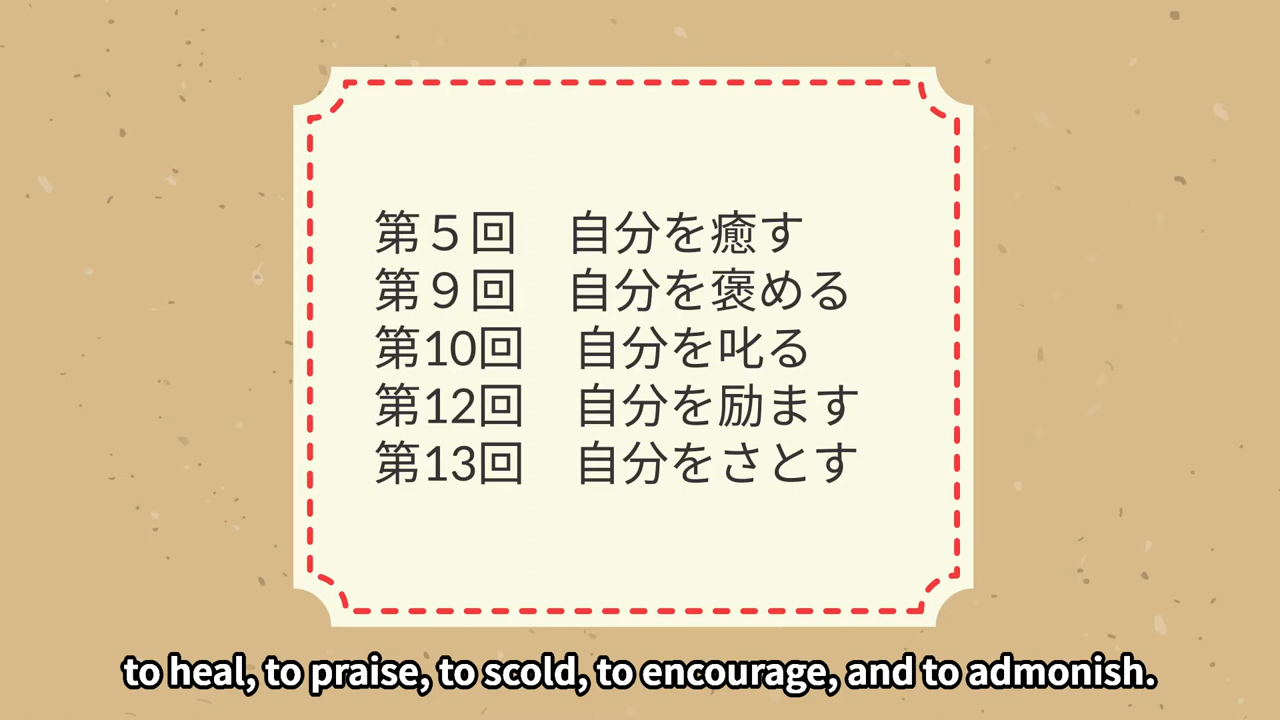 第５回　自分を癒す
第９回　自分を褒める
第10回　自分を叱る
第12回　自分を励ます
第13回　自分をさとす
to heal, to praise, to scold, to encourage, and to admonish.